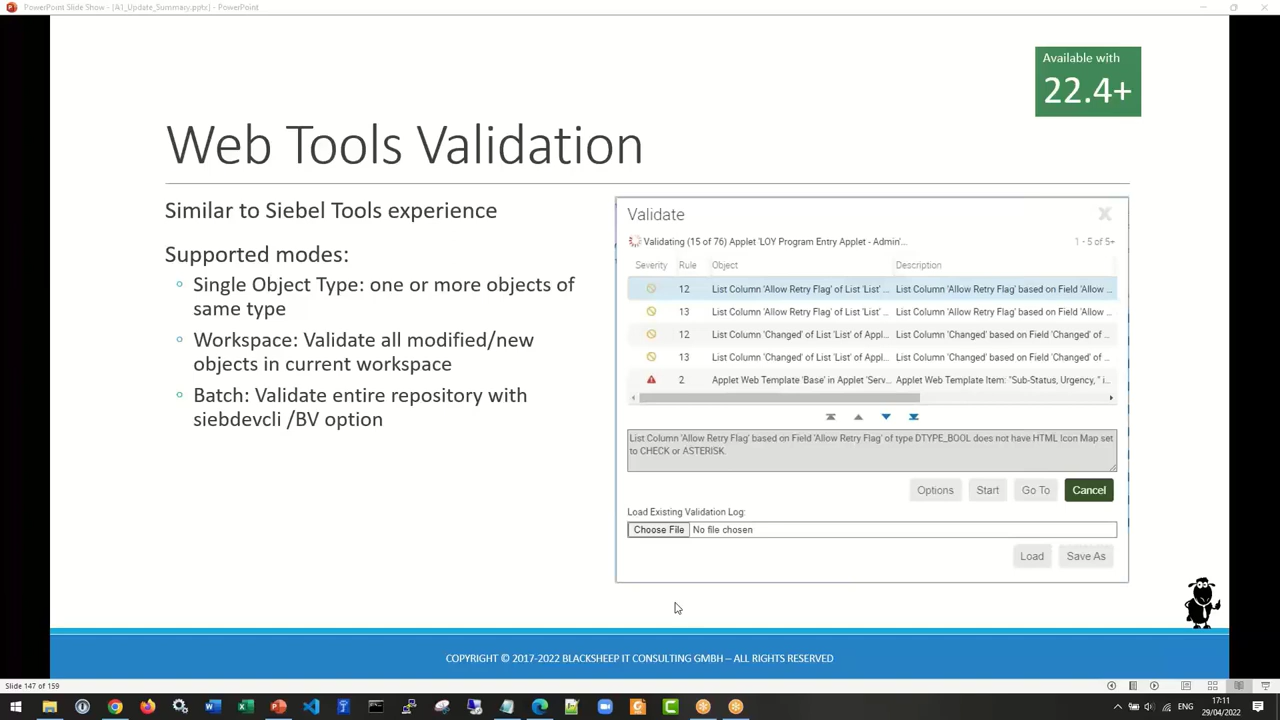 PowerPoint Slide Show - [41_Update_Summary.pptx] - PowerPoint
Available with
22.4+
Web Tools Validation
Similar to Siebel Tools experience
Supported modes:
Single Object Type: one or more objects of
same type
Workspace: Validate all modified/new
objects in current workspace
Batch: Validate entire repository with
siebdevcli /BV option
Validate
X
Validating (15 of 76) Applet 'LOY Program Entry Applet - Admin'...
1 - 5 of 5+
Severity Rule Object Description
12 List Column 'Allow Retry Flag' of List 'List' ... List Column 'Allow Retry Flag' based on Field 'Allow ...
13 List Column 'Allow Retry Flag' of List 'List' ... List Column 'Allow Retry Flag' based on Field 'Allow ...
12 List Column 'Changed' of List 'List' of Appl... List Column 'Changed' based on Field 'Changed' of ...
13 List Column 'Changed' of List 'List' of Appl... List Column 'Changed' based on Field 'Changed' of ...
2 Applet Web Template 'Base' in Applet 'Serv... Applet Web Template Item: "Sub-Status, Urgency, " i...
List Column 'Allow Retry Flag' based on Field 'Allow Retry Flag' of type DTYPE_BOOL does not have HTML Icon Map set
to CHECK or ASTERISK.
Options Start Go To Cancel
Load Existing Validation Log:
Choose File No file chosen
Load Save As
COPYRIGHT © 2017-2022 BLACKSHEEP IT CONSULTING GMBH – ALL RIGHTS RESERVED
Slide 147 of 159
ENG
17:11
29/04/2022